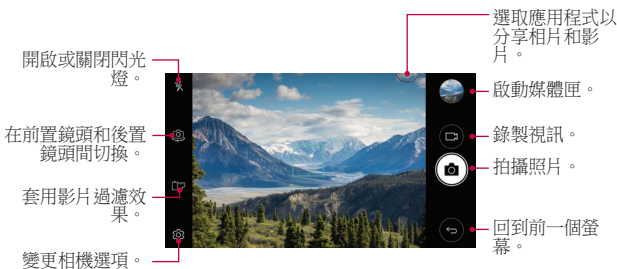 開啟或關閉閃光
燈。
在前置鏡頭和後置
鏡頭間切換。
套用影片過濾效
果。
變更相機選項。
選取應用程式以
分享相片和影
片。
啟動媒體匣。
錄製視訊。
拍攝照片。
回到前一個螢
幕。